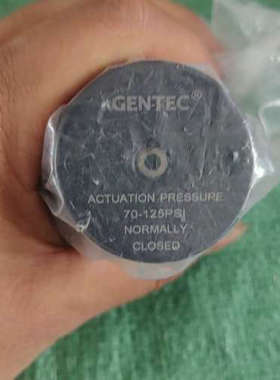 AGENTEC®
ACTUATION PRESSURE
70-125PSI
NORMALLY
CLOSED